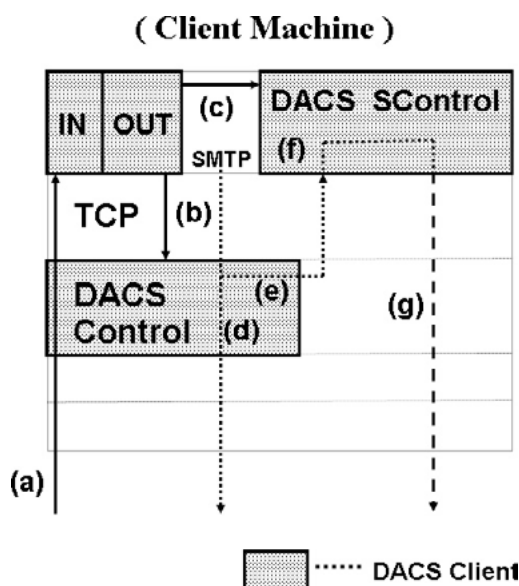 ( Client Machine )
IN OUT
(c)
DACS SControl
SMTP
(f)
TCP
(b)
DACS
Control
(e)
(d)
(g)
(a)
DACS Client